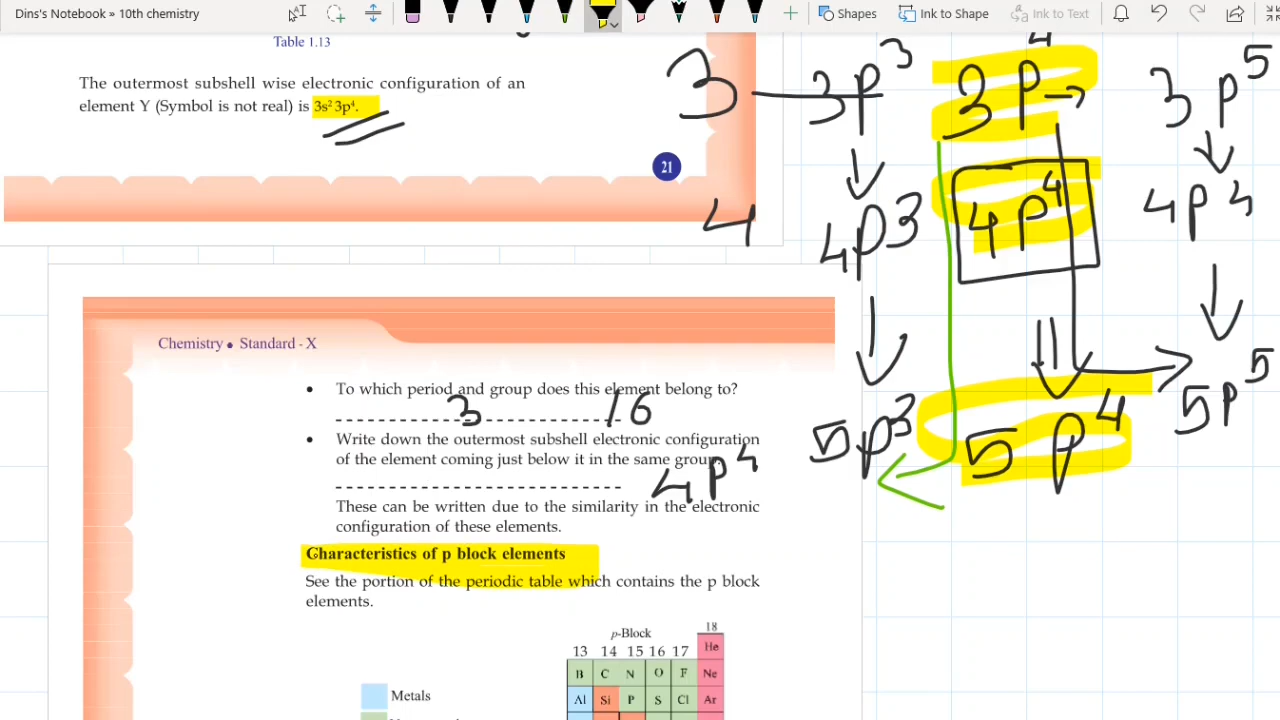 Dins's Notebook » 10th chemistry
Shapes
Ink to Shape
Ink to Text
Table 1.13
The outermost subshell wise electronic configuration of an
element Y (Symbol is not real) is 3s² 3p⁴.
21
3 3p³ 3p⁴ 3p⁵
4 4p3 4p⁴ 4p4
5p³ 5p⁴ 5p⁵
Chemistry • Standard - X
• To which period and group does this element belong to?
3 16
• Write down the outermost subshell electronic configuration
of the element coming just below it in the same group.
4p⁴
These can be written due to the similarity in the electronic
configuration of these elements.
Characteristics of p block elements
See the portion of the periodic table which contains the p block
elements.
18
p-Block
He
13 14 15 16 17
B C N O F Ne
Metals
Al Si P S Cl Ar